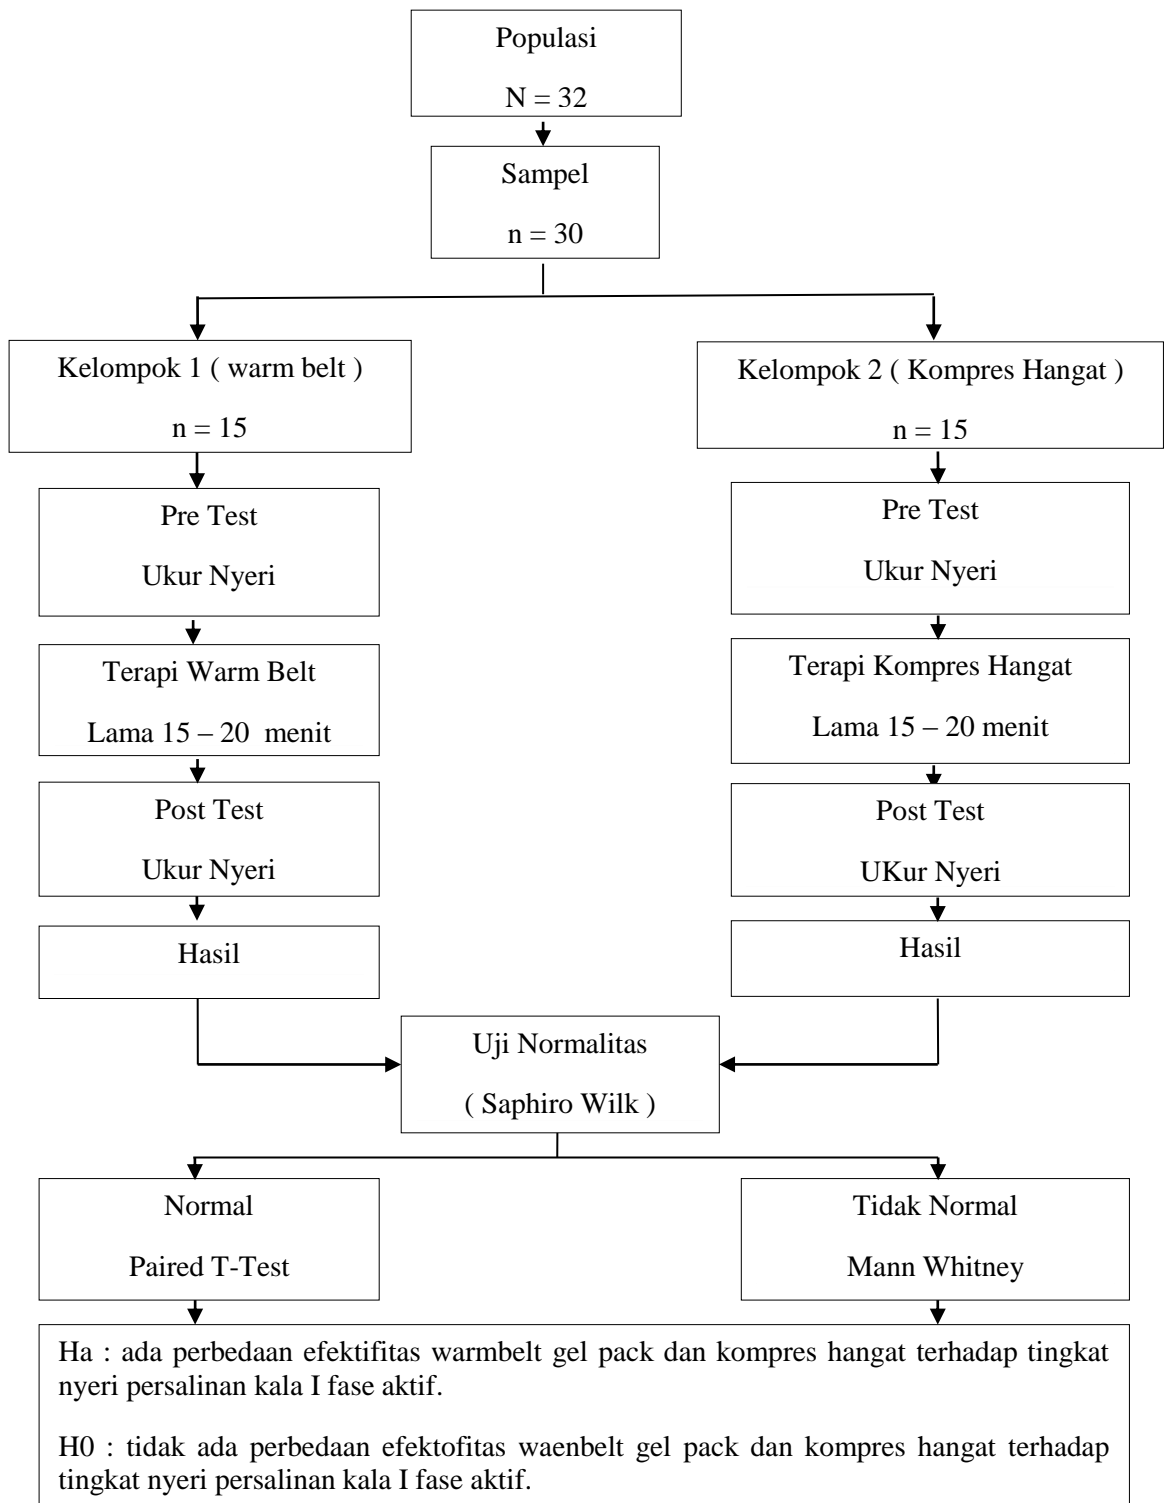 Populasi
N = 32
Sampel
n = 30
Kelompok 1 ( warm belt )
n = 15
Kelompok 2 ( Kompres Hangat )
n = 15
Pre Test
Ukur Nyeri
Pre Test
Ukur Nyeri
Terapi Warm Belt
Lama 15 – 20 menit
Terapi Kompres Hangat
Lama 15 – 20 menit
Post Test
Ukur Nyeri
Post Test
UKur Nyeri
Hasil
Hasil
Uji Normalitas
( Saphiro Wilk )
Normal
Paired T-Test
Tidak Normal
Mann Whitney
Ha : ada perbedaan efektifitas warmbelt gel pack dan kompres hangat terhadap tingkat
nyeri persalinan kala I fase aktif.
H0 : tidak ada perbedaan efektofitas waenbelt gel pack dan kompres hangat terhadap
tingkat nyeri persalinan kala I fase aktif.